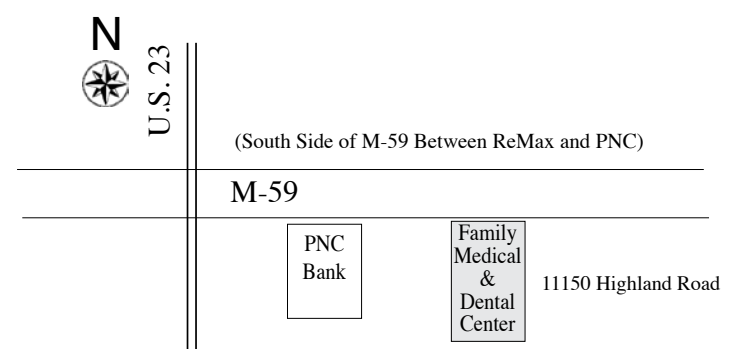 N
U.S. 23
(South Side of M-59 Between ReMax and PNC)
M-59
PNC
Bank
Family
Medical
&
Dental
Center
11150 Highland Road